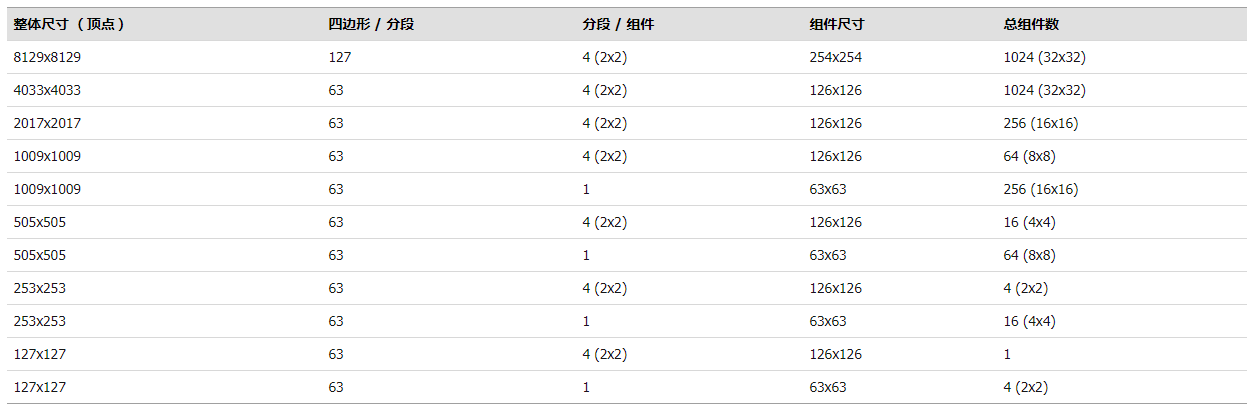 整体尺寸（顶点） 四边形 / 分段 分段 / 组件 组件尺寸 总组件数
8129x8129 127 4 (2x2) 254x254 1024 (32x32)
4033x4033 63 4 (2x2) 126x126 1024 (32x32)
2017x2017 63 4 (2x2) 126x126 256 (16x16)
1009x1009 63 4 (2x2) 126x126 64 (8x8)
1009x1009 63 1 63x63 256 (16x16)
505x505 63 4 (2x2) 126x126 16 (4x4)
505x505 63 1 63x63 64 (8x8)
253x253 63 4 (2x2) 126x126 4 (2x2)
253x253 63 1 63x63 16 (4x4)
127x127 63 4 (2x2) 126x126 1
127x127 63 1 63x63 4 (2x2)